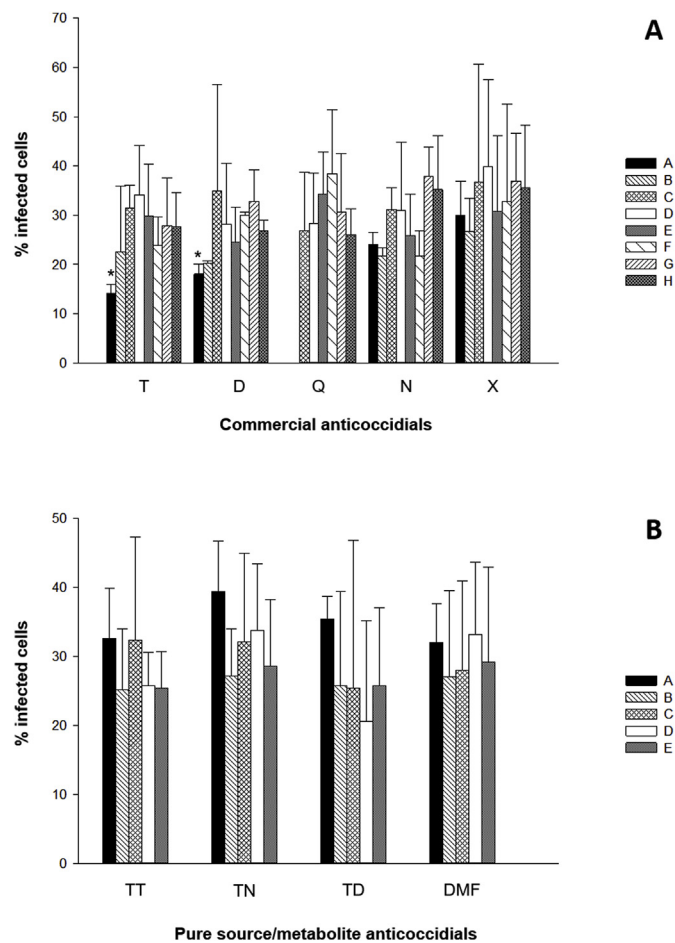 A
70
60
50
40
30
20
10
0
% infected cells
* *
T D Q N X
Commercial anticoccidials
A
B
C
D
E
F
G
H
B
50
40
30
20
10
0
% infected cells
TT TN TD DMF
Pure source/metabolite anticoccidials
A
B
C
D
E